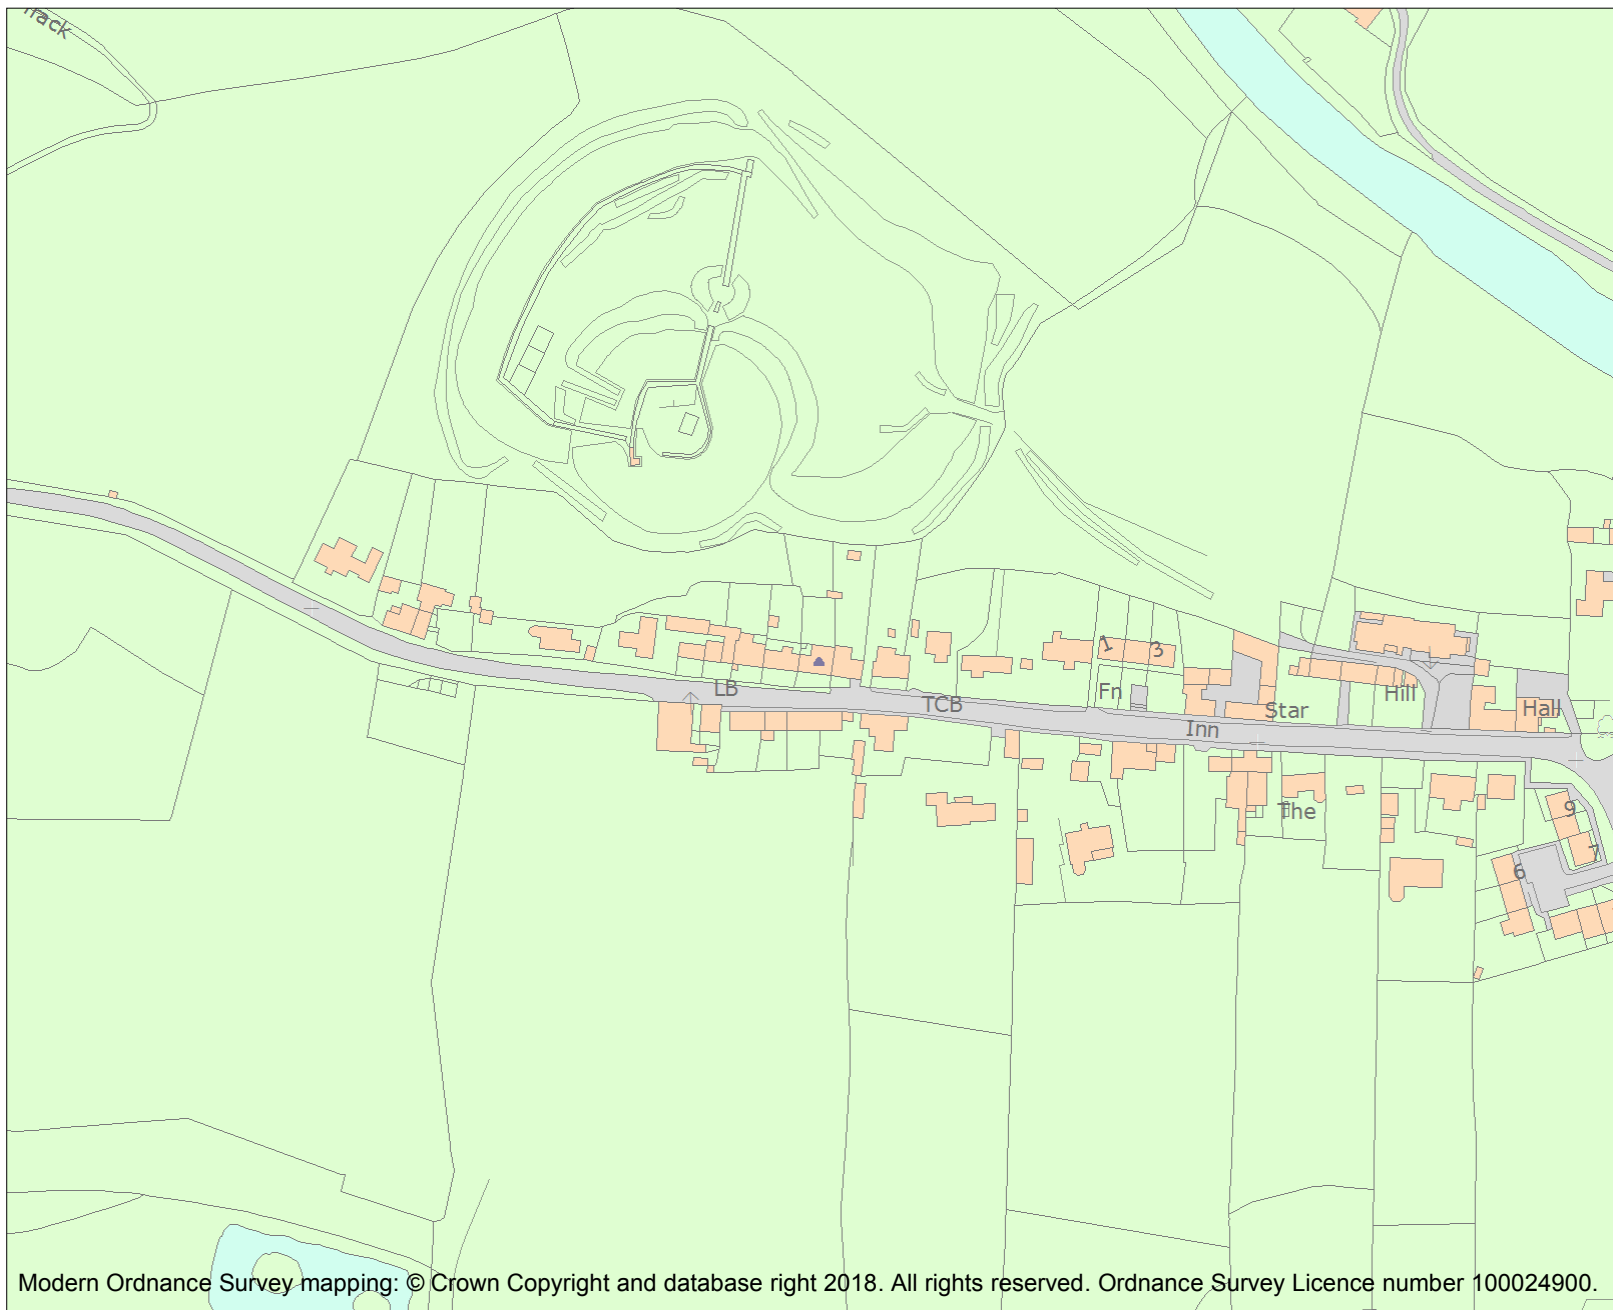 Track
1
3
LB
Fn
TCB
Hill
Star
Hall
Inn
The
9
7
6
Modern Ordnance Survey mapping: © Crown Copyright and database right 2018. All rights reserved. Ordnance Survey Licence number 100024900.